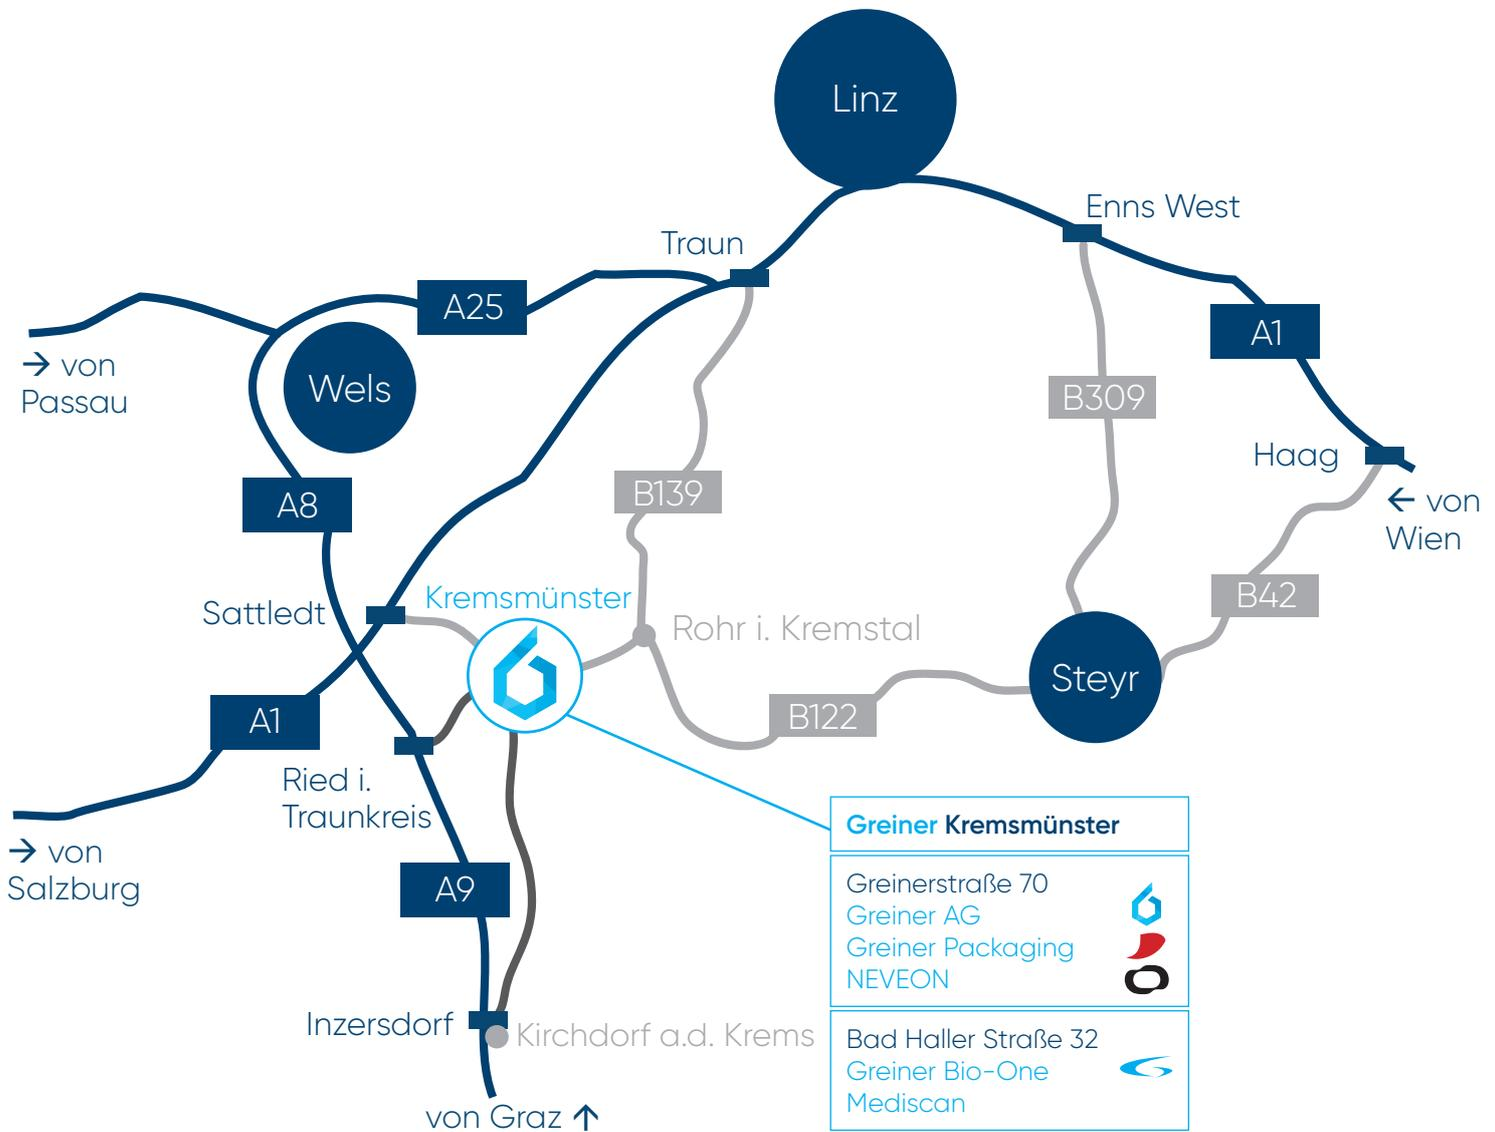 Linz
Enns West
Traun
A25
A1
→ von
Passau
Wels
B309
Haag
← von
Wien
A8
B139
B42
Sattledt
Kremsmünster
Rohr i. Kremstal
Steyr
A1
B122
Ried i.
Traunkreis
→ von
Salzburg
A9
Inzersdorf
Kirchdorf a.d. Krems
von Graz ↑
Greiner Kremsmünster
Greinerstraße 70
Greiner AG
Greiner Packaging
NEVEON
Bad Haller Straße 32
Greiner Bio-One
Mediscan